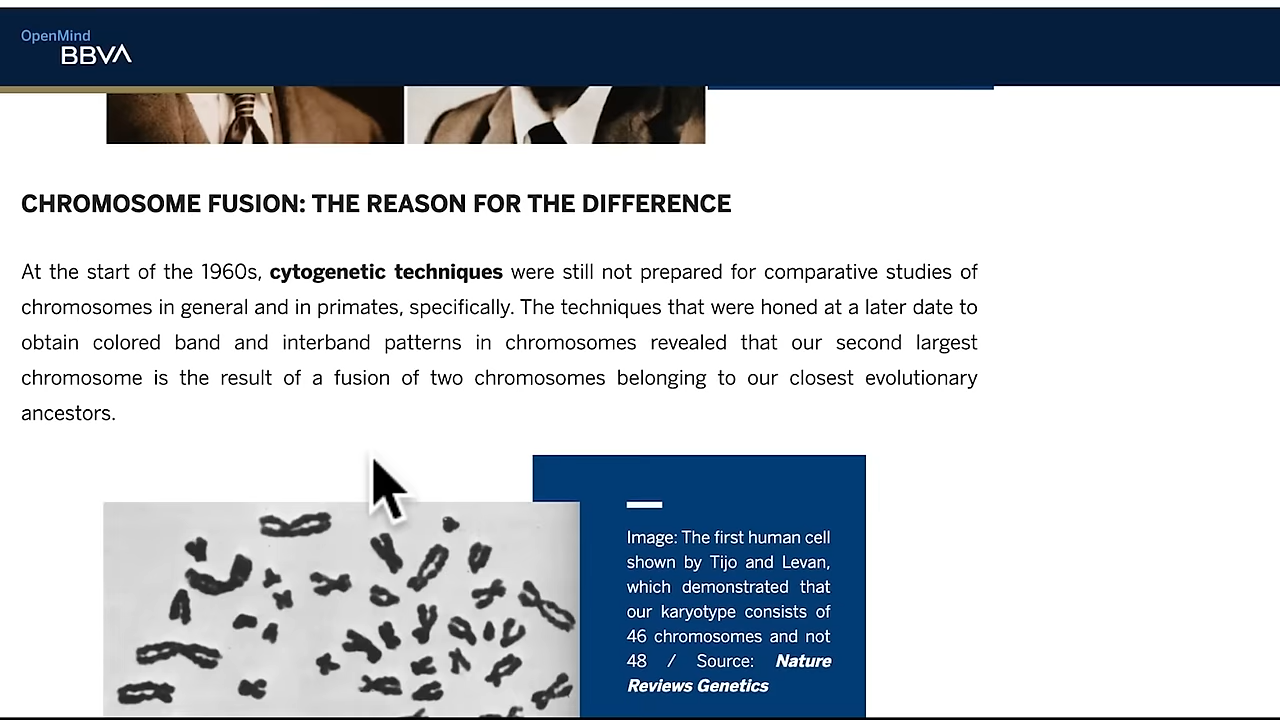 OpenMind
BBVA
CHROMOSOME FUSION: THE REASON FOR THE DIFFERENCE
At the start of the 1960s, cytogenetic techniques were still not prepared for comparative studies of
chromosomes in general and in primates, specifically. The techniques that were honed at a later date to
obtain colored band and interband patterns in chromosomes revealed that our second largest
chromosome is the result of a fusion of two chromosomes belonging to our closest evolutionary
ancestors.
Image: The first human cell
shown by Tijo and Levan,
which demonstrated that
our karyotype consists of
46 chromosomes and not
48 / Source: Nature
Reviews Genetics